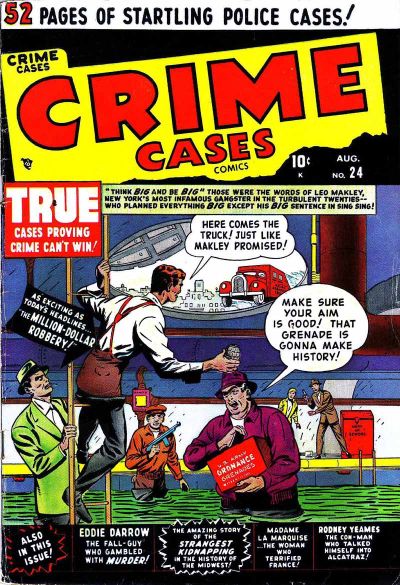 52 PAGES OF STARTLING POLICE CASES!
CRIME
CASES
CRIME
CASES
COMICS
10¢
K
AUG.
NO. 24
TRUE
CASES PROVING
CRIME CAN'T WIN!
"THINK BIG AND BE BIG" THOSE WERE THE WORDS OF LEO MAKLEY,
NEW YORK'S MOST INFAMOUS GANGSTER IN THE TURBULENT TWENTIES--
WHO PLANNED EVERYTHING BIG EXCEPT HIS BIG SENTENCE IN SING SING!
HERE COMES THE
TRUCK! JUST LIKE
MAKLEY PROMISED!
MAKE SURE
YOUR AIM
IS GOOD! THAT
GRENADE IS
GONNA MAKE
HISTORY!
AS EXCITING AS
TODAY'S HEADLINES...
THE MILLION-DOLLAR
ROBBERY!
U.S. ARMY
ORDNANCE
GRENADES
ALSO
IN THIS
ISSUE!
EDDIE DARROW
THE FALL-GUY
WHO GAMBLED
WITH MURDER!
THE AMAZING STORY
OF THE
STRANGEST
KIDNAPPING
IN THE HISTORY OF
THE MIDWEST!
MADAME
LA MARQUISE
...THE WOMAN
WHO
TERRIFIED
FRANCE!
RODNEY YEAMES
THE CON-MAN
WHO TALKED
HIMSELF INTO
ALCATRAZ!